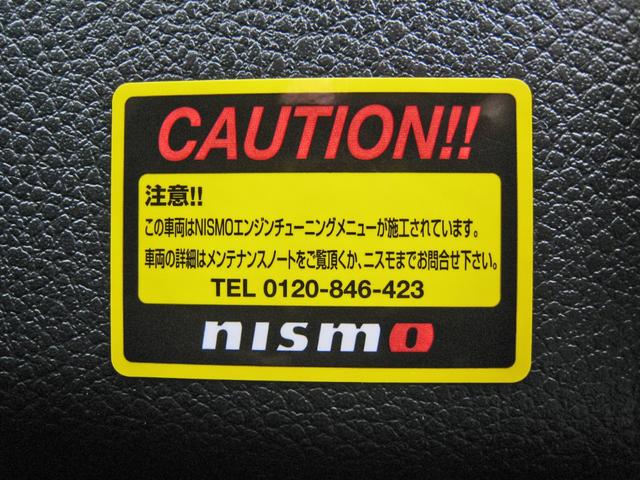 CAUTION!!
注意!!
この車両はNISMOエンジンチューニングメニューが施工されています。
車両の詳細はメンテナンスノートをご覧頂くか、ニスモまでお問合せ下さい。
TEL 0120-846-423
nismo